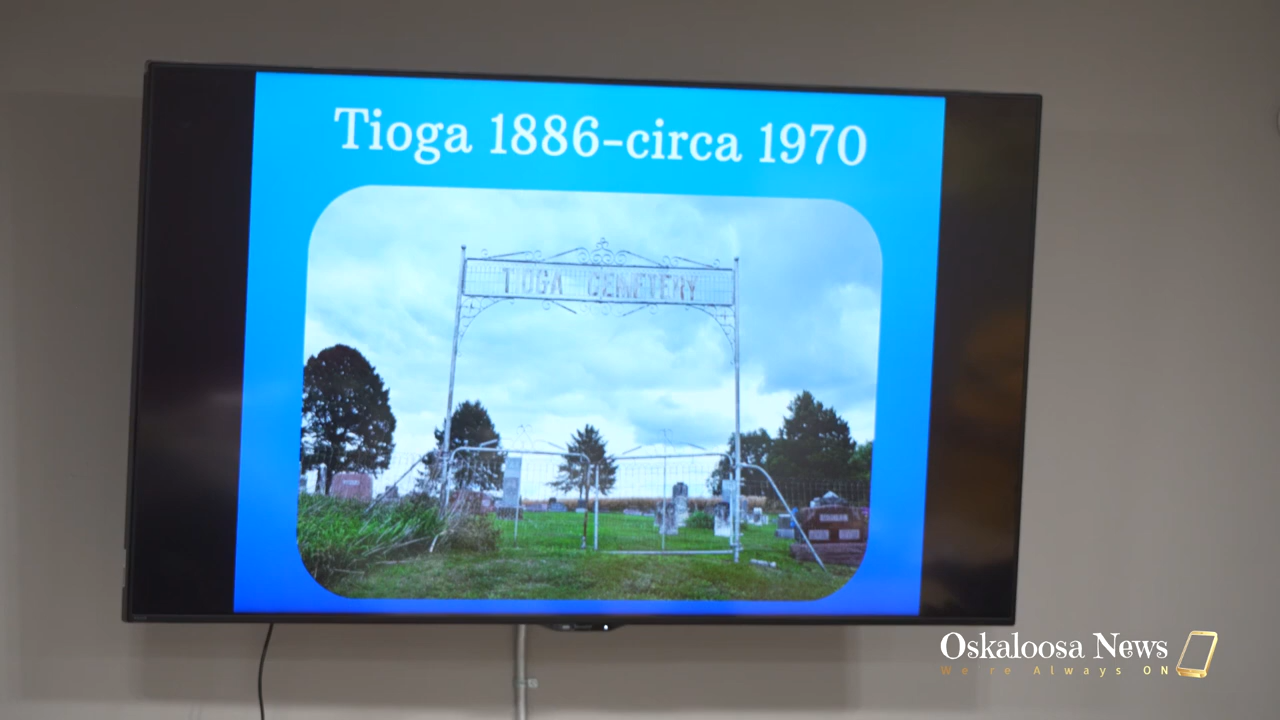 Tioga 1886-circa 1970
TIOGA CEMETERY
Oskaloosa News
We're Always ON